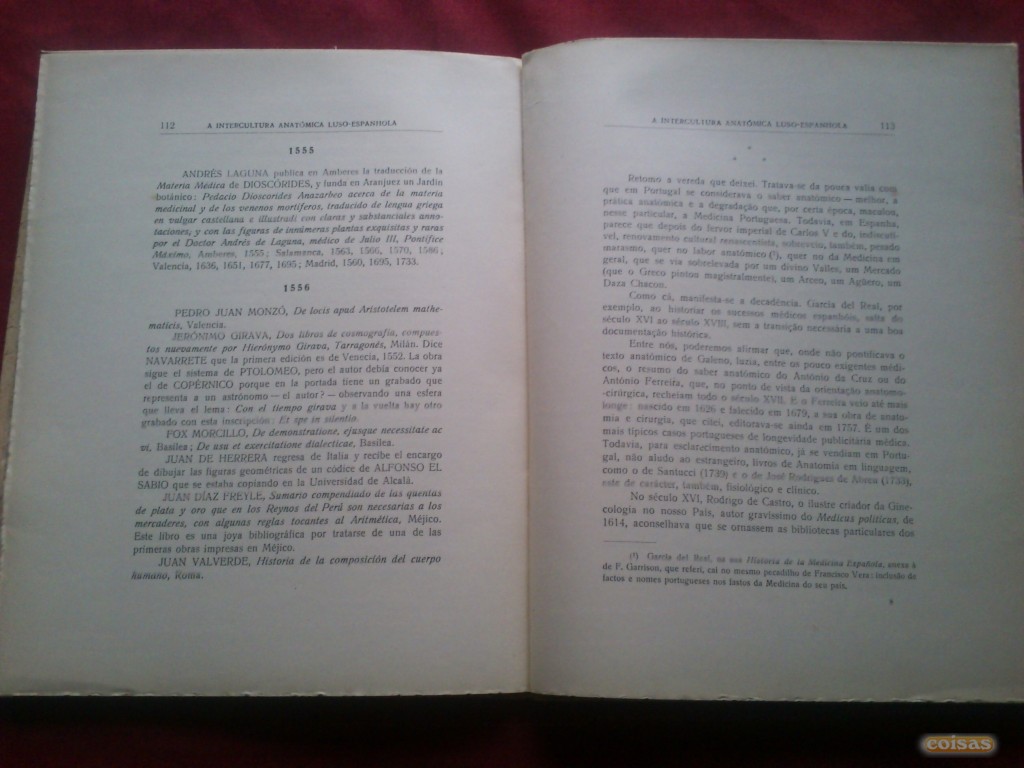 112 A INTERCULTURA ANATÓMICA LUSO-ESPANHOLA
1555
ANDRÉS LAGUNA publica en Amberes la traducción de la
Materia Médica de DIOSCÓRIDES, y funda en Aranjuez un Jardín
botánico: Pedacio Dioscorides Anazarbeo acerca de la materia
medicinal y de los venenos mortíferos, traducido de lengua griega
en vulgar castellana e illustradi con claras y substanciales anno-
taciones, y con las figuras de innúmeras plantas exquisitas y raras
por el Doctor Andrés de Laguna, médico de Julio III, Pontífice
Máximo, Amberes, 1555; Salamanca, 1563, 1566, 1570, 1586;
Valencia, 1636, 1651, 1677, 1695; Madrid, 1560, 1695, 1733.
1556
PEDRO JUAN MONZÓ, De locis apud Aristotelem mathe-
maticis, Valencia.
JERÓNIMO GIRAVA, Dos libros de cosmografía, compues-
tos nuevamente por Hierónymo Girava, Tarragonés, Milán. Dice
NAVARRETE que la primera edición es de Venecia, 1552. La obra
sigue el sistema de PTOLOMEO, pero el autor debía conocer ya
el de COPÉRNICO porque en la portada tiene un grabado que
representa a un astrónomo — el autor? — observando una esfera
que lleva el lema: Con el tiempo girava y a la vuelta hay otro
grabado con esta inscripción: Et spe in silentio.
FOX MORCILLO, De demonstratione, ejusque necessitate ac
vi, Basilea; De usu et exercitatione dialecticae, Basilea.
JUAN DE HERRERA regresa de Italia y recibe el encargo
de dibujar las figuras geométricas de un códice de ALFONSO EL
SABIO que se estaba copiando en la Universidad de Alcalá.
JUAN DÍAZ FREYLE, Sumario compendiado de las quentas
de plata y oro que en los Reynos del Perú son necesarias a los
mercaderes, con algunas reglas tocantes al Aritmética, Méjico.
Este libro es una joya bibliográfica por tratarse de una de las
primeras obras impresas en Méjico.
JUAN VALVERDE, Historia de la composición del cuerpo
humano, Roma.
A INTERCULTURA ANATÓMICA LUSO-ESPANHOLA 113
* * *
Retomo a vereda que deixei. Tratava-se da pouca valia com
que em Portugal se considerava o saber anatómico — melhor, a
prática anatómica e a degradação que, por certa época, maculou,
nesse particular, a Medicina Portuguesa. Todavia, em Espanha,
parece que depois do fervor imperial de Carlos V e do, indiscutí-
vel, renovamento cultural renascentista, sobreveio, também, pesado
marasmo, quer no labor anatómico (¹), quer no da Medicina em
geral, que se via sobrelevada por um divino Valles, um Mercado
(que o Greco pintou magistralmente), um Arceo, um Agüero, um
Daza Chacon.
Como cá, manifesta-se a decadência. Garcia del Real, por
exemplo, ao historiar os sucessos médicos espanhóis, salta do
século XVI ao século XVIII, sem a transição necessária a uma boa
documentação histórica.
Entre nós, poderemos afirmar que, onde não pontificava o
texto anatómico de Galeno, luzia, entre os pouco exigentes médi-
cos, o resumo do saber anatómico do António da Cruz ou do
António Ferreira, que, no ponto de vista da orientação anatomo-
-cirúrgica, recheiam todo o século XVII. E o Ferreira veio até mais
longe: nascido em 1626 e falecido em 1679, a sua obra de anato-
mia e cirurgia, que citei, editorava-se ainda em 1757. É um dos
mais típicos casos portugueses de longevidade publicitária médica.
Todavia, para esclarecimento anatómico, já se vendiam em Portu-
gal, não aludo ao estrangeiro, livros de Anatomia em linguagem,
como o de Santucci (1739) e o de José Rodrigues de Abreu (1733),
este de carácter, também, fisiológico e clínico.
No século XVI, Rodrigo de Castro, o ilustre criador da Gine-
cologia no nosso País, autor gravíssimo do Medicus politicus, de
1614, aconselhava que se ornassem as bibliotecas particulares dos
(¹) Garcia del Real, na sua Historia de la Medicina Española, anexa à
de F. Garrison, que referi, cai no mesmo pecadilho de Francisco Vera: inclusão de
factos e nomes portugueses nos fastos da Medicina do seu país.
8
coisas